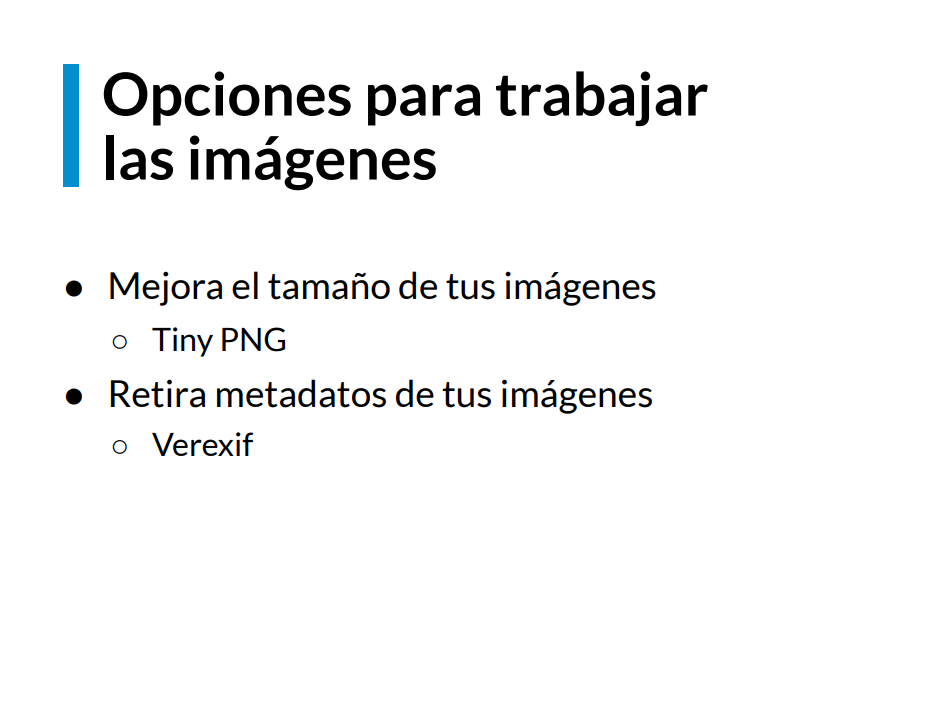 Opciones para trabajar
las imágenes
● Mejora el tamaño de tus imágenes
○ Tiny PNG
● Retira metadatos de tus imágenes
○ Verexif